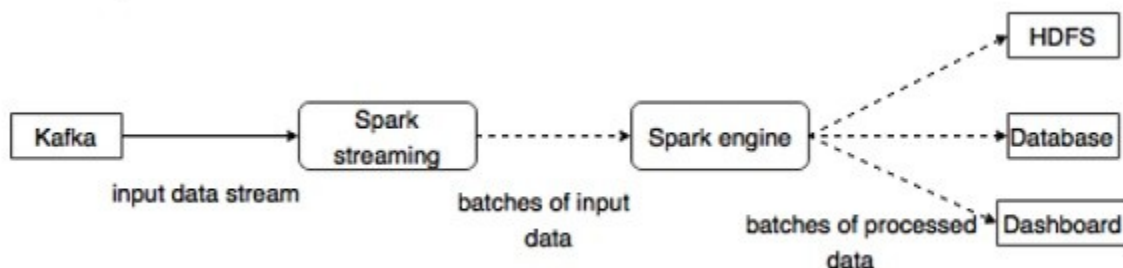 HDFS
Kafka
Spark
streaming
Spark engine
Database
input data stream
batches of input
data
batches of processed
data
Dashboard